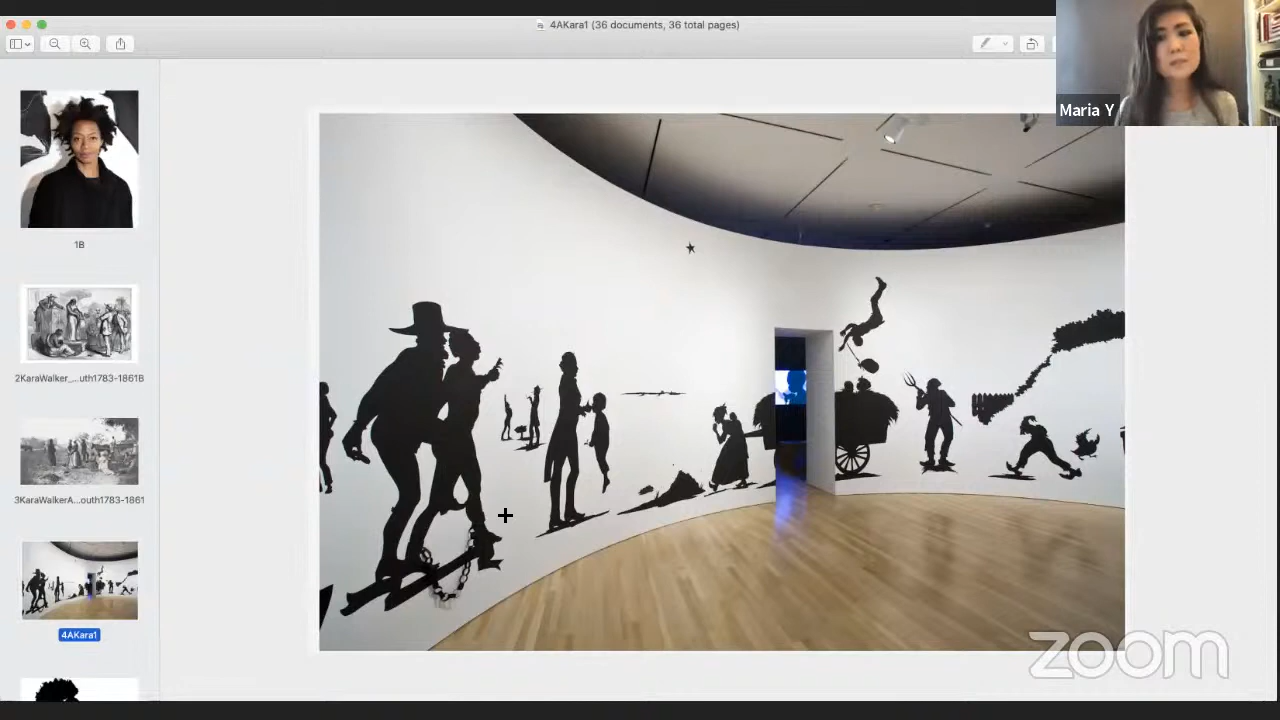 4AKara1 (36 documents, 36 total pages)
Maria Y
1B
2KaraWalker_...uth1783-1861B
3KaraWalkerA...outh1783-1861
4AKara1
zoom